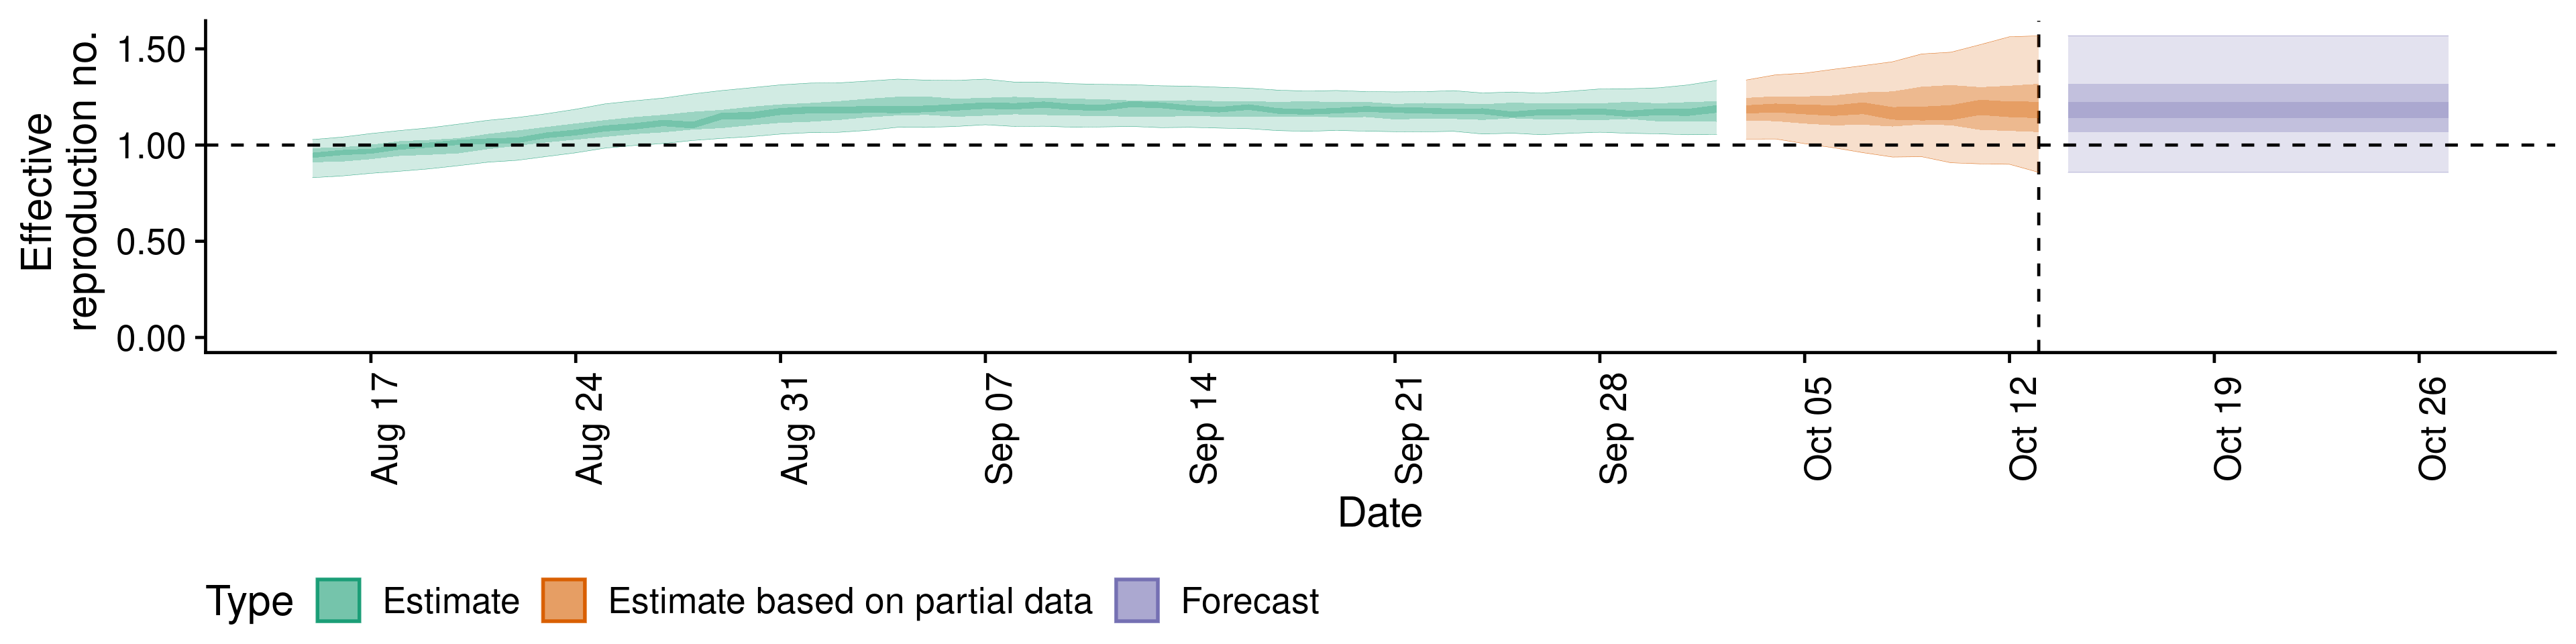 Effective
reproduction no.
1.50
1.00
0.50
0.00
Aug 17
Aug 24
Aug 31
Sep 07
Sep 14
Sep 21
Sep 28
Oct 05
Oct 12
Oct 19
Oct 26
Date
Type Estimate Estimate based on partial data Forecast